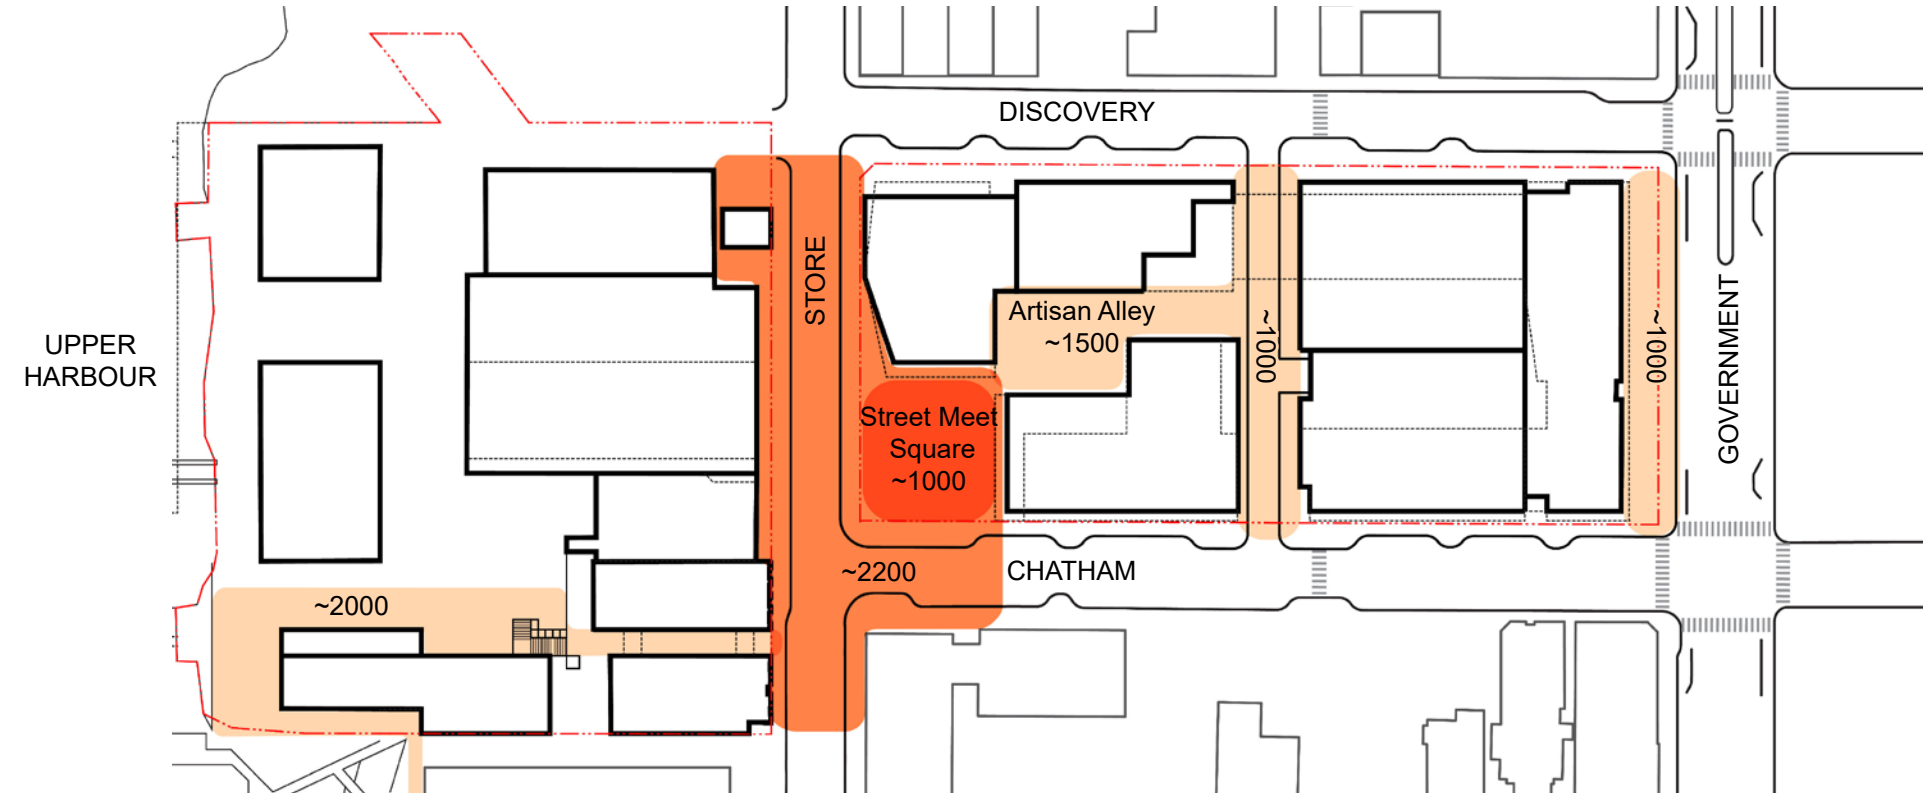 DISCOVERY
STORE
UPPER
HARBOUR
Artisan Alley
~1500
~1000
~1000
GOVERNMENT
Street Meet
Square
~1000
~2200
CHATHAM
~2000